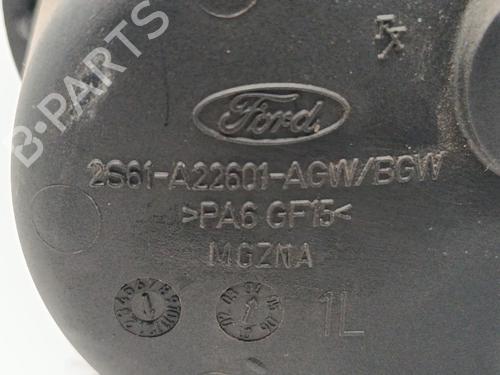 B-PARTS
Ford
2S61-A22601-AGW/BGW
>PA6 GF15<
MGZNA
1L